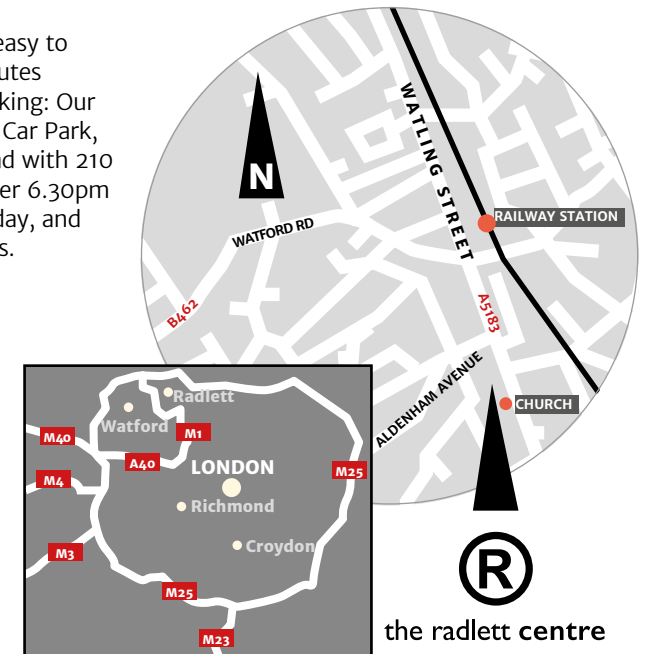 easy to
utes
king: Our
Car Park,
d with 210
er 6.30pm
day, and
s.
N
WATLING STREET
RAILWAY STATION
WATFORD RD
B462
A5183
ALDENHAM AVENUE
CHURCH
Radlett
Watford
M1
M40
A40
LONDON
M25
M4
Richmond
Croydon
M3
M25
M23
R
the radlett centre